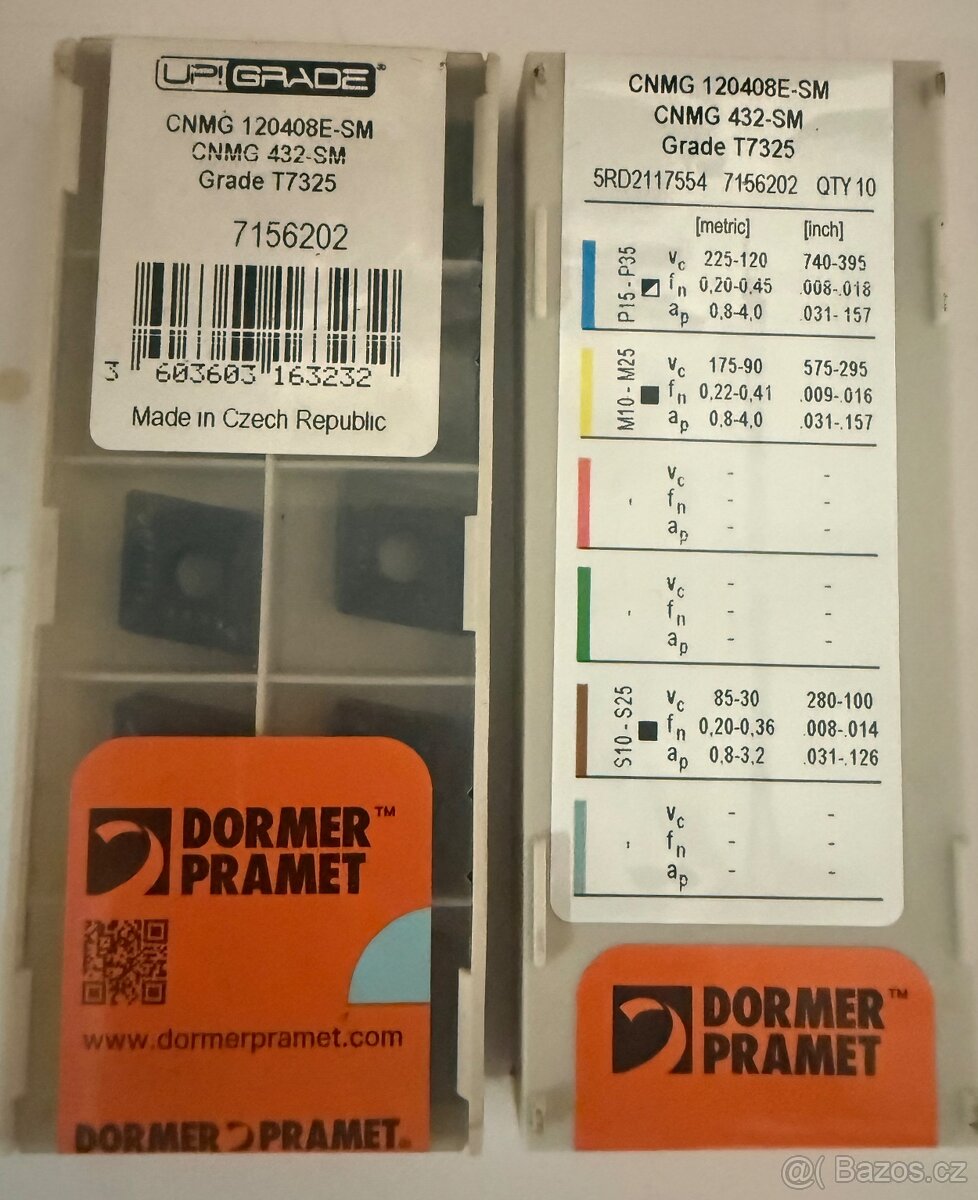 UP! GRADE®
CNMG 120408E-SM
CNMG 432-SM
Grade T7325
7156202
3 603603 163232
Made in Czech Republic
DORMER™
PRAMET
www.dormerpramet.com
DORMER PRAMET®
CNMG 120408E-SM
CNMG 432-SM
Grade T7325
5RD2117554 7156202 QTY 10
[metric] [inch]
P15 - P35
vc 225-120 740-395
fn 0,20-0,45 .008-.018
ap 0,8-4,0 .031-.157
M10 - M25
vc 175-90 575-295
fn 0,22-0,41 .009-.016
ap 0,8-4,0 .031-.157
vc - -
fn - -
ap - -
vc - -
fn - -
ap - -
S10 - S25
vc 85-30 280-100
fn 0,20-0,36 .008-.014
ap 0,8-3,2 .031-.126
vc - -
fn - -
ap - -
DORMER™
PRAMET
@( Bazos.cz